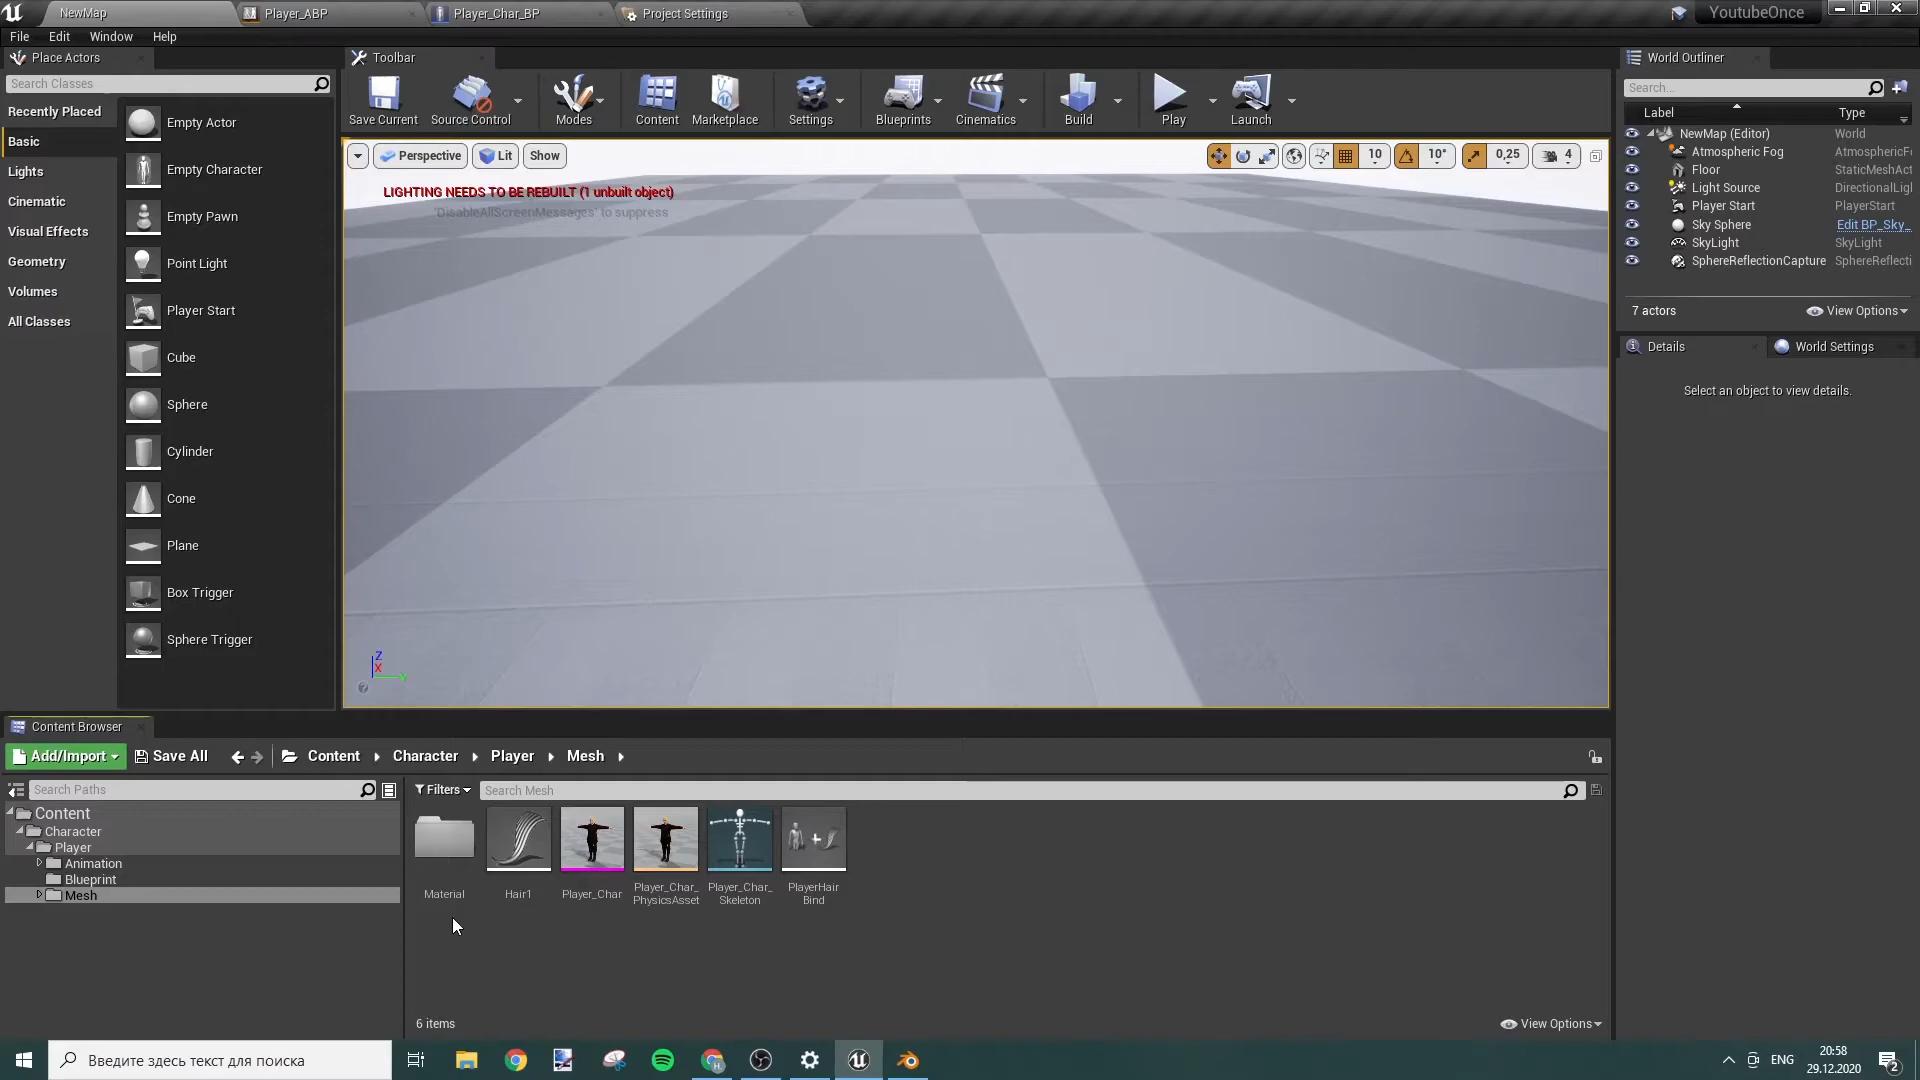 NewMap
Player_ABP
Player_Char_BP
Project Settings
YoutubeOnce
File Edit Window Help
Place Actors
Search Classes
Recently Placed
Basic
Lights
Cinematic
Visual Effects
Geometry
Volumes
All Classes
Empty Actor
Empty Character
Empty Pawn
Point Light
Player Start
Cube
Sphere
Cylinder
Cone
Plane
Box Trigger
Sphere Trigger
Toolbar
Save Current
Source Control
Modes
Content
Marketplace
Settings
Blueprints
Cinematics
Build
Play
Launch
Perspective
Lit
Show
10
10°
0,25
4
LIGHTING NEEDS TO BE REBUILT (1 unbuilt object)
'DisableAllScreenMessages' to suppress
Z
X
Y
World Outliner
Search...
Label Type
NewMap (Editor) World
Atmospheric Fog AtmosphericF
Floor StaticMeshAct
Light Source DirectionalLigl
Player Start PlayerStart
Sky Sphere Edit BP_Sky_
SkyLight SkyLight
SphereReflectionCapture SphereReflecti
7 actors
View Options
Details
World Settings
Select an object to view details.
Content Browser
Add/Import
Save All
Content
Character
Player
Mesh
Search Paths
Content
Character
Player
Animation
Blueprint
Mesh
Filters
Search Mesh
Material
Hair1
Player_Char
Player_Char_
PhysicsAsset
Player_Char_
Skeleton
PlayerHair
Bind
6 items
View Options
Введите здесь текст для поиска
ENG
20:58
29.12.2020
2